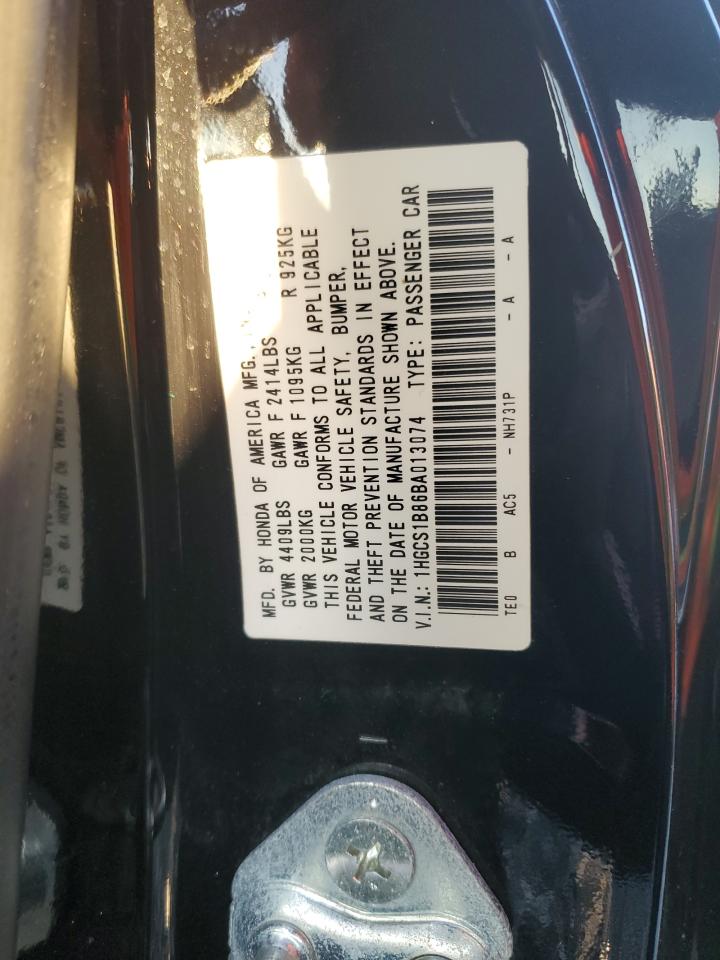 MFD. BY HONDA OF AMERICA MFG.,
GVWR 4409LBS GAWR F 2414LBS
GVWR 2000KG GAWR F 1095KG R 925KG
THIS VEHICLE CONFORMS TO ALL APPLICABLE
FEDERAL MOTOR VEHICLE SAFETY, BUMPER,
AND THEFT PREVENTION STANDARDS IN EFFECT
ON THE DATE OF MANUFACTURE SHOWN ABOVE.
V.I.N.: 1HGCS1B86BA013074 TYPE: PASSENGER CAR
TE0 B AC5 - NH731P - A - A